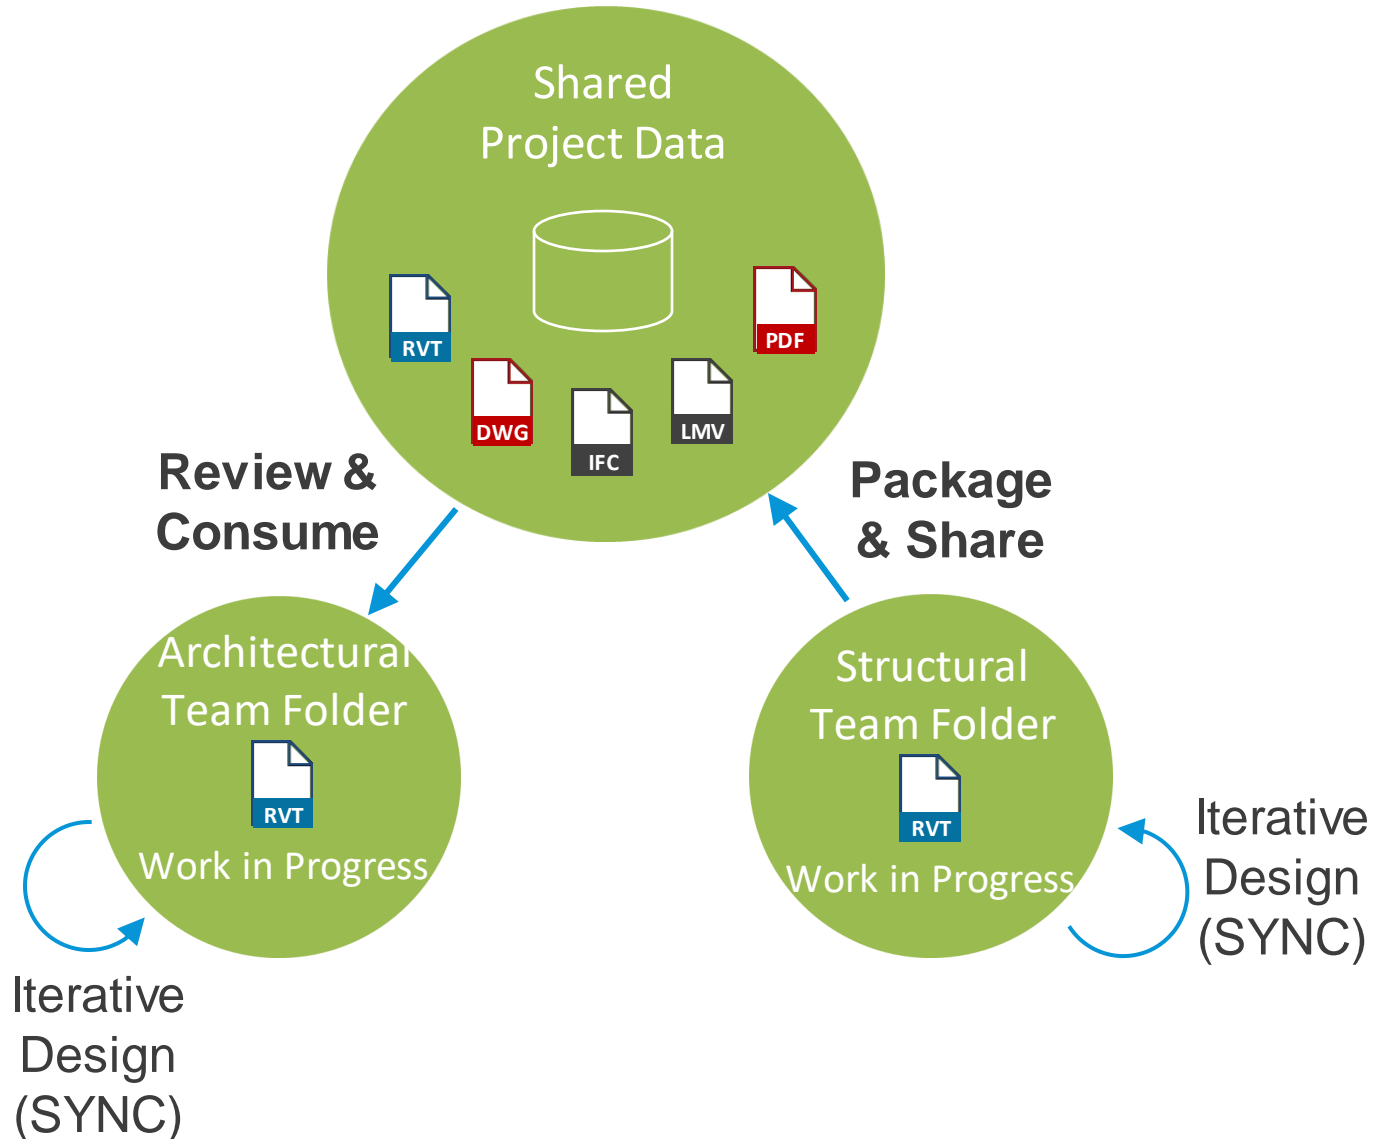 Shared
Project Data
RVT
DWG
IFC
LMV
PDF
Review &
Consume
Package
& Share
Architectural
Team Folder
RVT
Work in Progress
Iterative
Design
(SYNC)
Structural
Team Folder
RVT
Work in Progress
Iterative
Design
(SYNC)